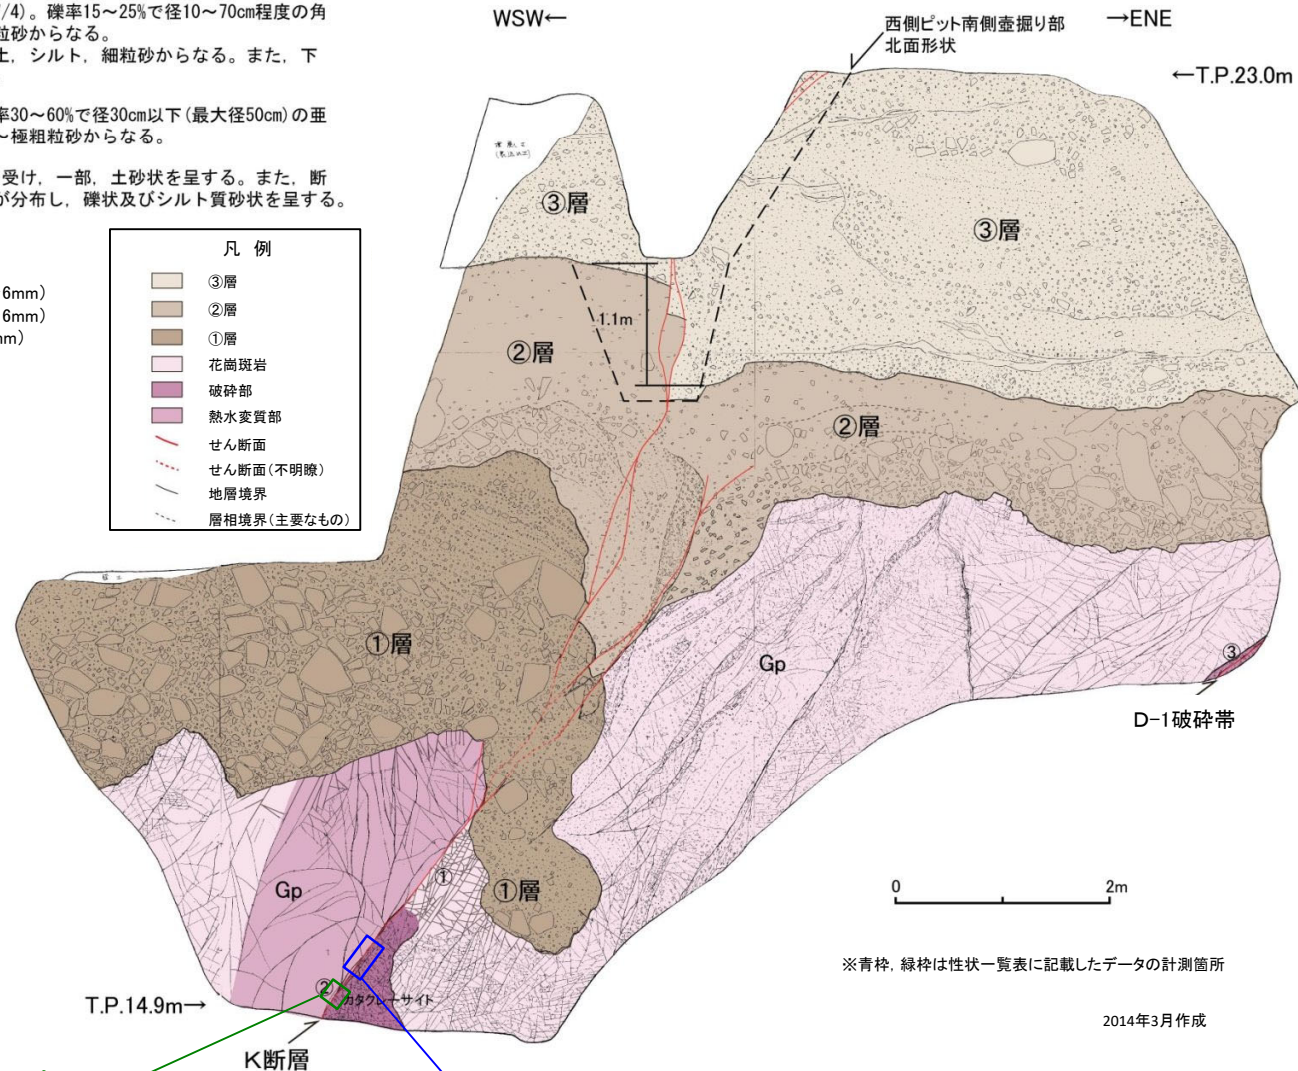 /4)。礫率15～25%で径10～70cm程度の角
粒砂からなる。
土，シルト，細粒砂からなる。また，下
率30～60%で径30cm以下(最大径50cm)の亜
～極粗粒砂からなる。
受け，一部，土砂状を呈する。また，断
が分布し，礫状及びシルト質砂状を呈する。
6mm)
6mm)
mm)
凡 例
③層
②層
①層
花崗斑岩
破砕部
熱水変質部
せん断面
せん断面(不明瞭)
地層境界
層相境界(主要なもの)
WSW←
西側ピット南側壺掘り部
北面形状
→ENE
←T.P.23.0m
③層
③層
1.1m
②層
②層
①層
Gp
③
D-1破砕帯
①
Gp
①層
②
カタクレーサイト
T.P.14.9m→
K断層
0
2m
※青枠，緑枠は性状一覧表に記載したデータの計測箇所
2014年3月作成